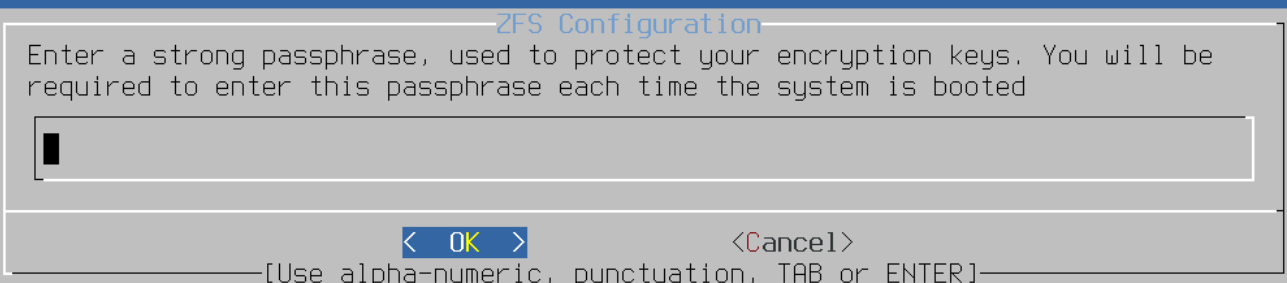 ZFS Configuration
Enter a strong passphrase, used to protect your encryption keys. You will be
required to enter this passphrase each time the system is booted
< OK > <Cancel>
[Use alpha-numeric, punctuation, TAB or ENTER]